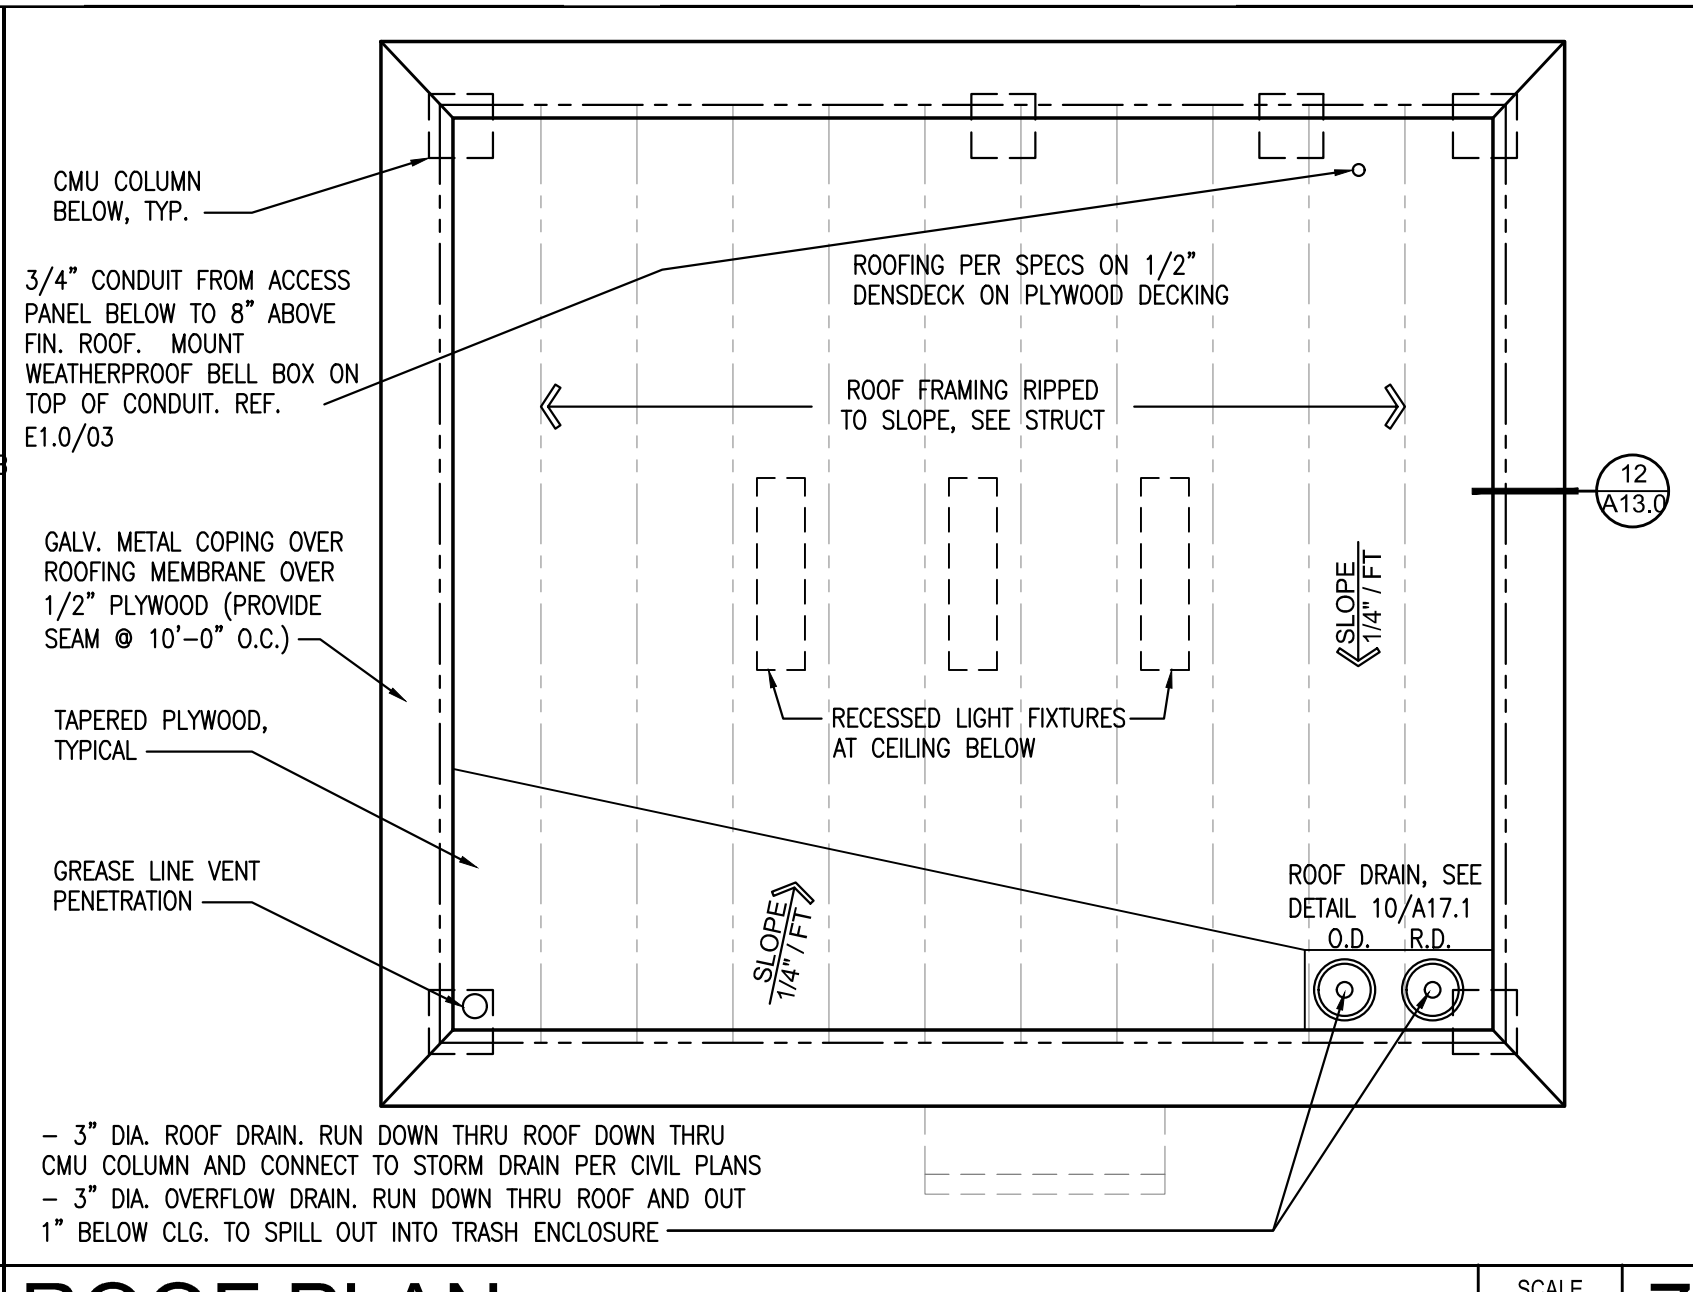 CMU COLUMN
BELOW, TYP.
3/4" CONDUIT FROM ACCESS
PANEL BELOW TO 8" ABOVE
FIN. ROOF. MOUNT
WEATHERPROOF BELL BOX ON
TOP OF CONDUIT. REF.
E1.0/03
ROOFING PER SPECS ON 1/2"
DENSDECK ON PLYWOOD DECKING
ROOF FRAMING RIPPED
TO SLOPE, SEE STRUCT
12
A13.0
GALV. METAL COPING OVER
ROOFING MEMBRANE OVER
1/2" PLYWOOD (PROVIDE
SEAM @ 10'-0" O.C.)
SLOPE
1/4" / FT
TAPERED PLYWOOD,
TYPICAL
RECESSED LIGHT FIXTURES
AT CEILING BELOW
GREASE LINE VENT
PENETRATION
SLOPE
1/4" / FT
ROOF DRAIN, SEE
DETAIL 10/A17.1
O.D. R.D.
- 3" DIA. ROOF DRAIN. RUN DOWN THRU ROOF DOWN THRU
CMU COLUMN AND CONNECT TO STORM DRAIN PER CIVIL PLANS
- 3" DIA. OVERFLOW DRAIN. RUN DOWN THRU ROOF AND OUT
1" BELOW CLG. TO SPILL OUT INTO TRASH ENCLOSURE
ROOF PLAN
SCALE